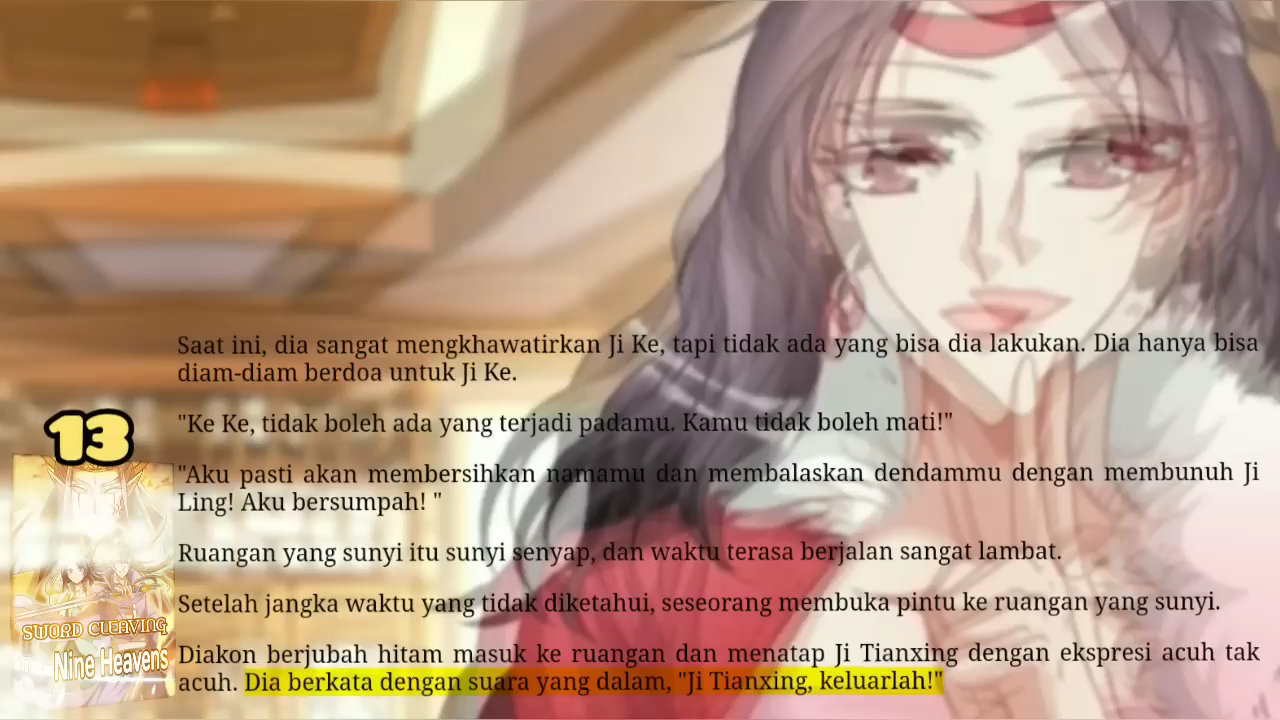 Saat ini, dia sangat mengkhawatirkan Ji Ke, tapi tidak ada yang bisa dia lakukan. Dia hanya bisa
diam-diam berdoa untuk Ji Ke.
"Ke Ke, tidak boleh ada yang terjadi padamu. Kamu tidak boleh mati!"
"Aku pasti akan membersihkan namamu dan membalaskan dendammu dengan membunuh Ji
Ling! Aku bersumpah! "
Ruangan yang sunyi itu sunyi senyap, dan waktu terasa berjalan sangat lambat.
Setelah jangka waktu yang tidak diketahui, seseorang membuka pintu ke ruangan yang sunyi.
Diakon berjubah hitam masuk ke ruangan dan menatap Ji Tianxing dengan ekspresi acuh tak
acuh. Dia berkata dengan suara yang dalam, "Ji Tianxing, keluarlah!"
13
SWORD CLEAVING
Nine Heavens